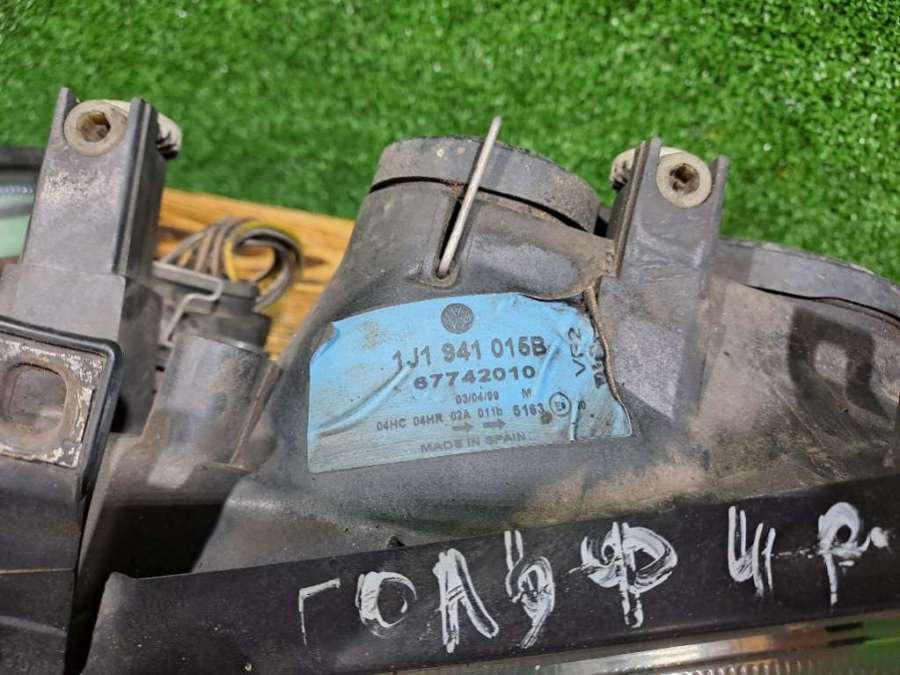 1J1 941 015B
67742010
03/04/99 M
04HC 04HR 02A 011b 5163
MADE IN SPAIN
гольф 4 р.